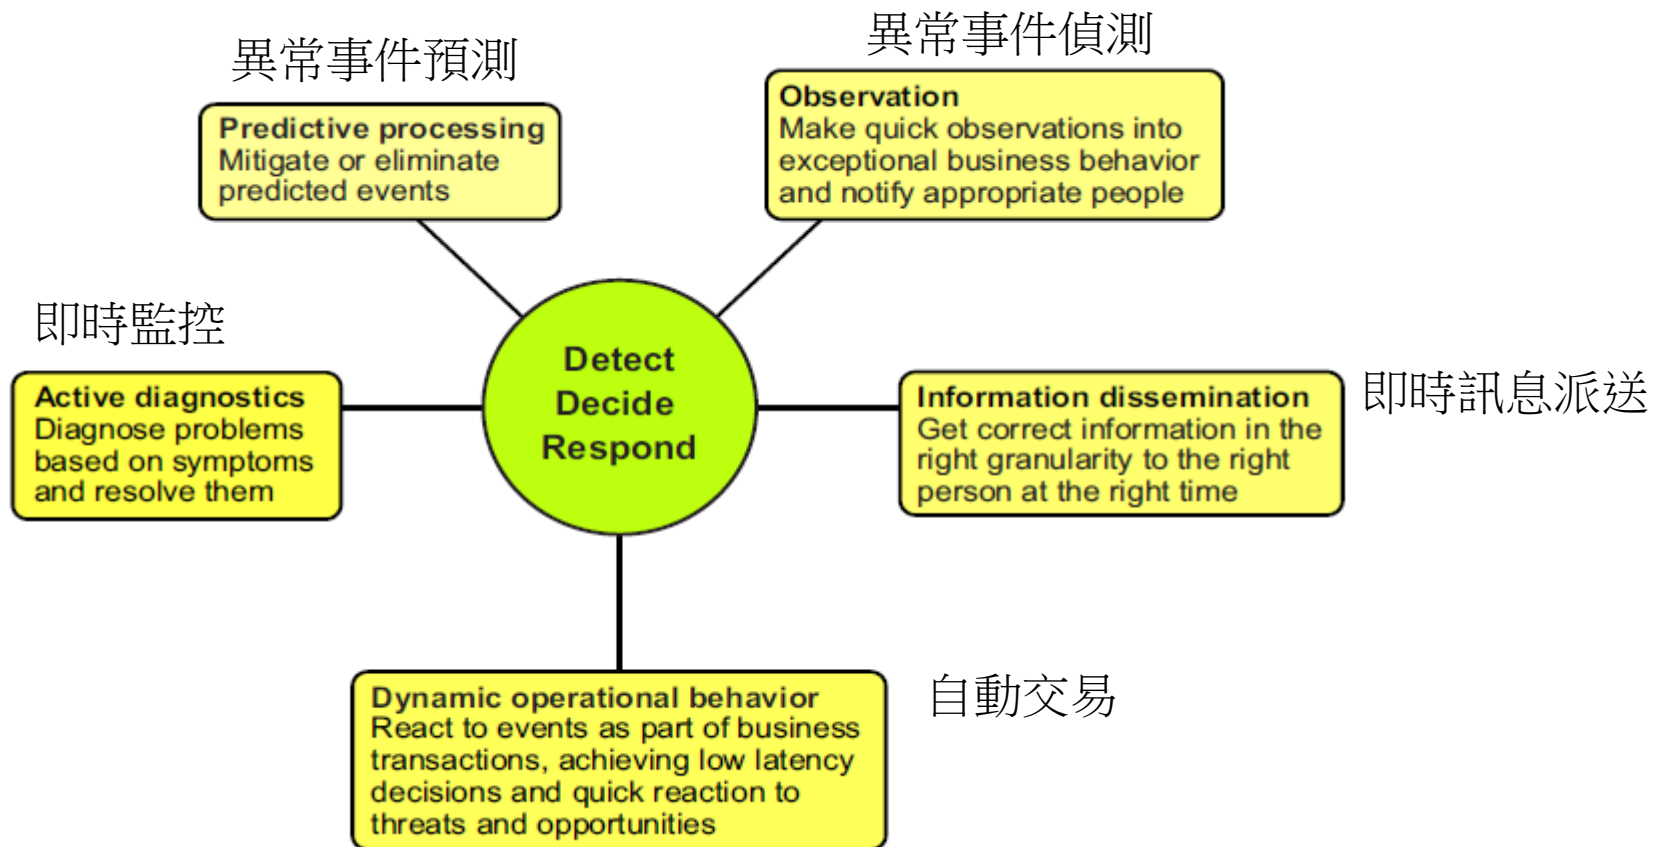 異常事件預測
Predictive processing
Mitigate or eliminate
predicted events
異常事件偵測
Observation
Make quick observations into
exceptional business behavior
and notify appropriate people
即時監控
Active diagnostics
Diagnose problems
based on symptoms
and resolve them
Detect
Decide
Respond
Information dissemination
Get correct information in the
right granularity to the right
person at the right time
即時訊息派送
Dynamic operational behavior
React to events as part of business
transactions, achieving low latency
decisions and quick reaction to
threats and opportunities
自動交易